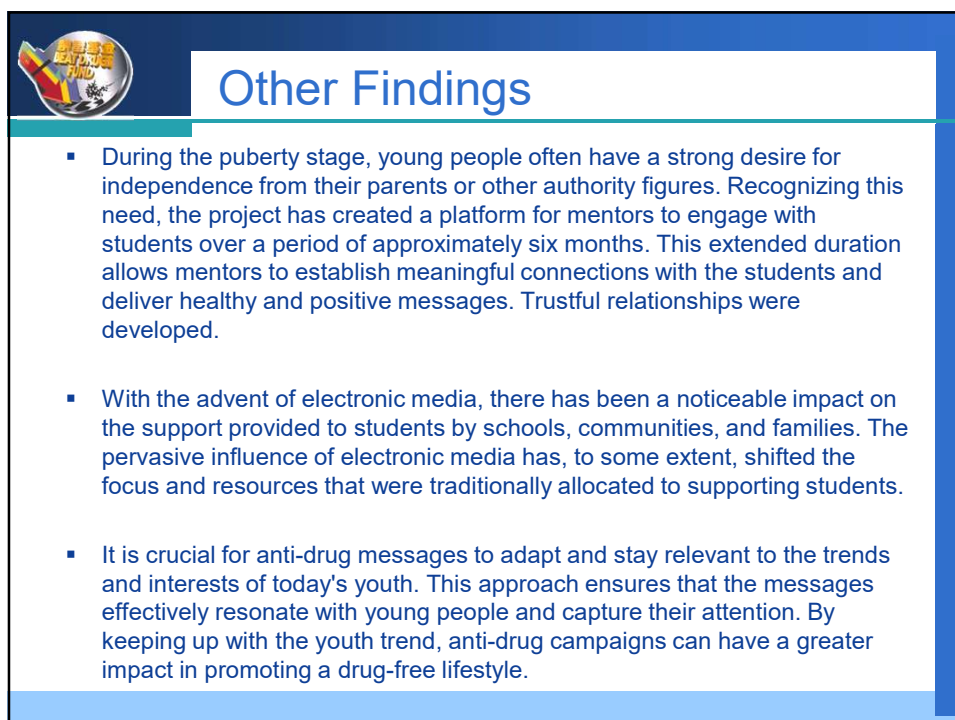 禁毒基金
BEAT DRUGS
FUND
Other Findings
▪ During the puberty stage, young people often have a strong desire for
independence from their parents or other authority figures. Recognizing this
need, the project has created a platform for mentors to engage with
students over a period of approximately six months. This extended duration
allows mentors to establish meaningful connections with the students and
deliver healthy and positive messages. Trustful relationships were
developed.
▪ With the advent of electronic media, there has been a noticeable impact on
the support provided to students by schools, communities, and families. The
pervasive influence of electronic media has, to some extent, shifted the
focus and resources that were traditionally allocated to supporting students.
▪ It is crucial for anti-drug messages to adapt and stay relevant to the trends
and interests of today's youth. This approach ensures that the messages
effectively resonate with young people and capture their attention. By
keeping up with the youth trend, anti-drug campaigns can have a greater
impact in promoting a drug-free lifestyle.